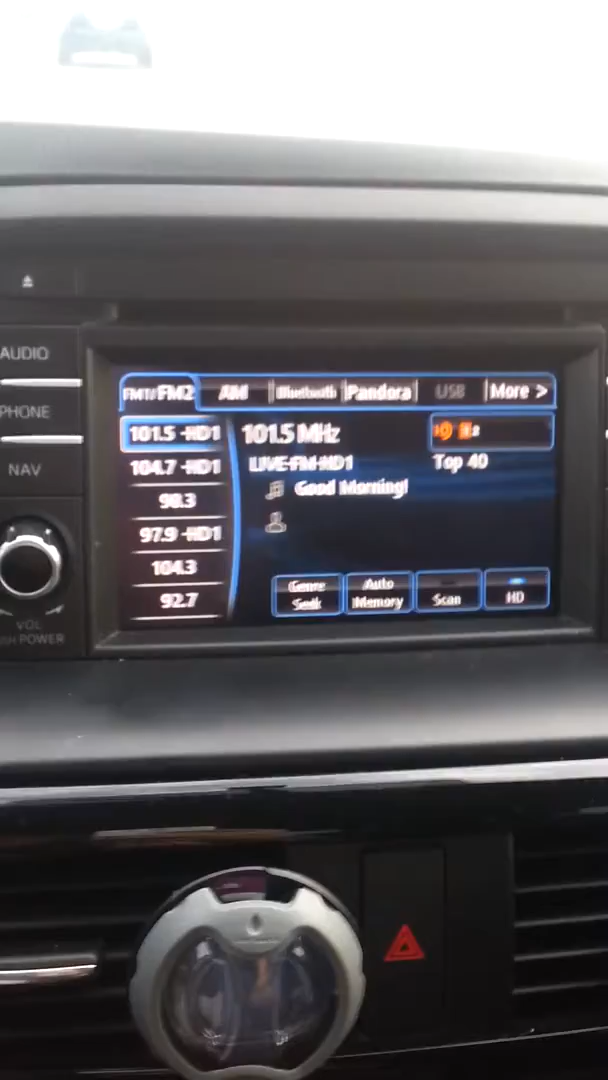 AUDIO
PHONE
NAV
VOL
POWER
FM1/FM2 AM Bluetooth Pandora USB More >
101.5 -HD1
104.7 -HD1
98.3
97.9 -HD1
104.3
92.7
101.5 MHz
LIVE-FM-HD1 Top 40
Good Morning!
Genre
Seek
Auto
Memory
Scan
HD